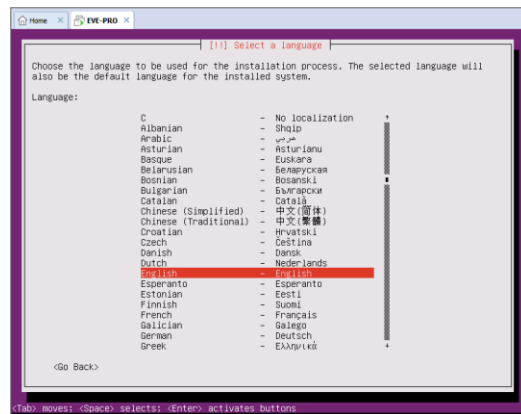 Home × EVE-PRO ×
[!!] Select a language
Choose the language to be used for the installation process. The selected language will
also be the default language for the installed system.
Language:
C - No localization
Albanian - Shqip
Arabic - عربي
Asturian - Asturianu
Basque - Euskara
Belarusian - Беларуская
Bosnian - Bosanski
Bulgarian - Български
Catalan - Català
Chinese (Simplified) - 中文(简体)
Chinese (Traditional) - 中文(繁體)
Croatian - Hrvatski
Czech - Čeština
Danish - Dansk
Dutch - Nederlands
English - English
Esperanto - Esperanto
Estonian - Eesti
Finnish - Suomi
French - Français
Galician - Galego
German - Deutsch
Greek - Ελληνικά
<Go Back>
<Tab> moves; <Space> selects; <Enter> activates buttons